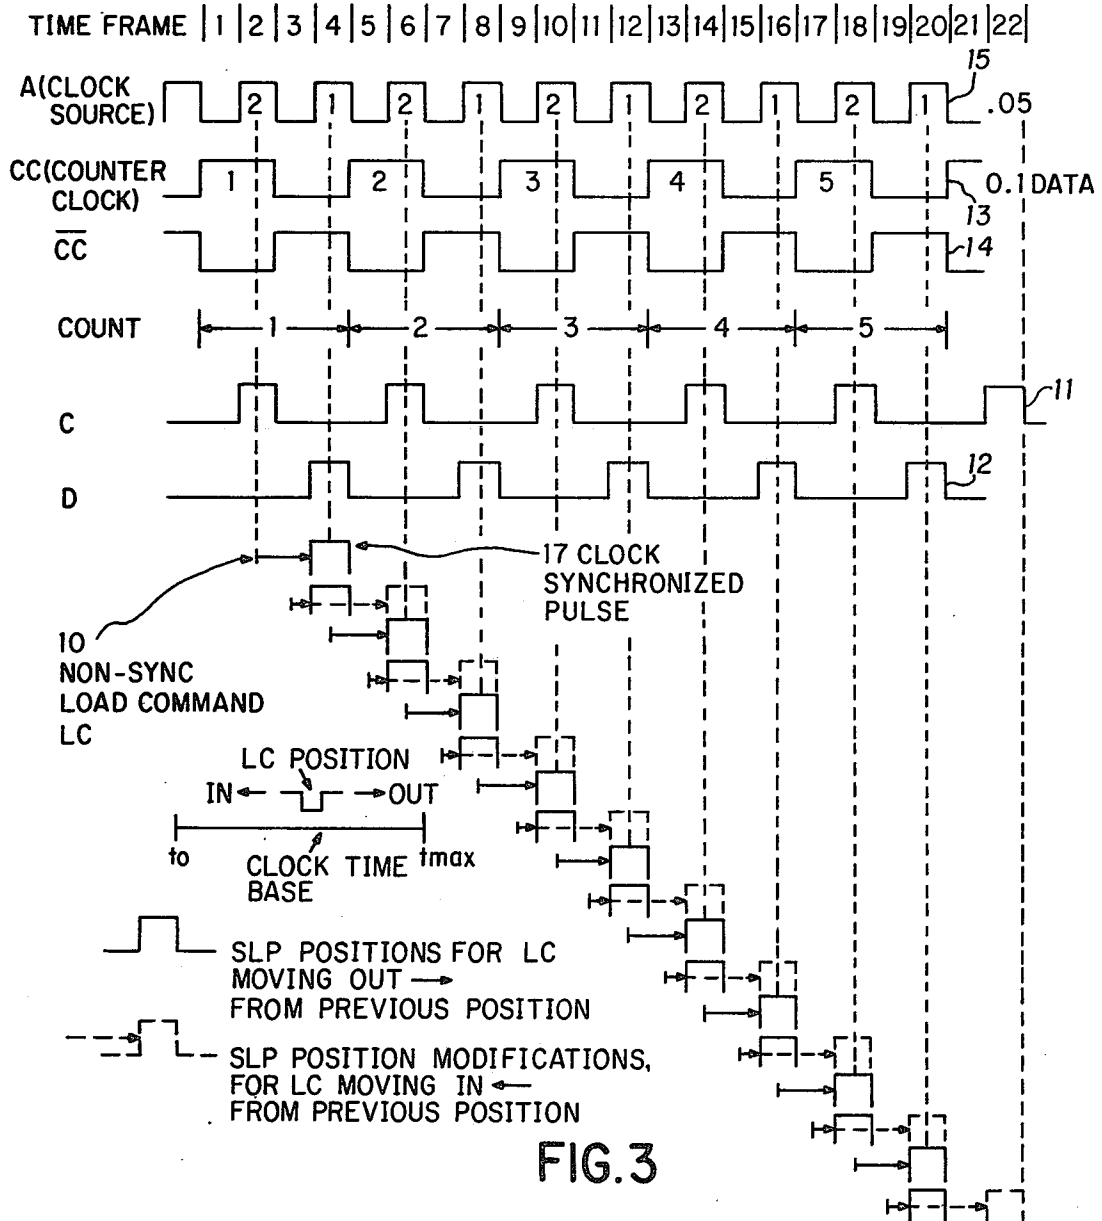 TIME FRAME |1|2|3|4|5|6|7|8|9|10|11|12|13|14|15|16|17|18|19|20|21|22|
A(CLOCK SOURCE) 2 1 2 1 2 1 2 1 2 1 15 .05
CC(COUNTER CLOCK) 1 2 3 4 5 0.1 DATA 13
C̅C̅ 14
COUNT 1 2 3 4 5
C 11
D 12
17 CLOCK
SYNCHRONIZED
PULSE
10
NON-SYNC
LOAD COMMAND
LC
LC POSITION
IN OUT
to tmax
CLOCK TIME
BASE
SLP POSITIONS FOR LC
MOVING OUT →
FROM PREVIOUS POSITION
SLP POSITION MODIFICATIONS,
FOR LC MOVING IN ←
FROM PREVIOUS POSITION
FIG.3